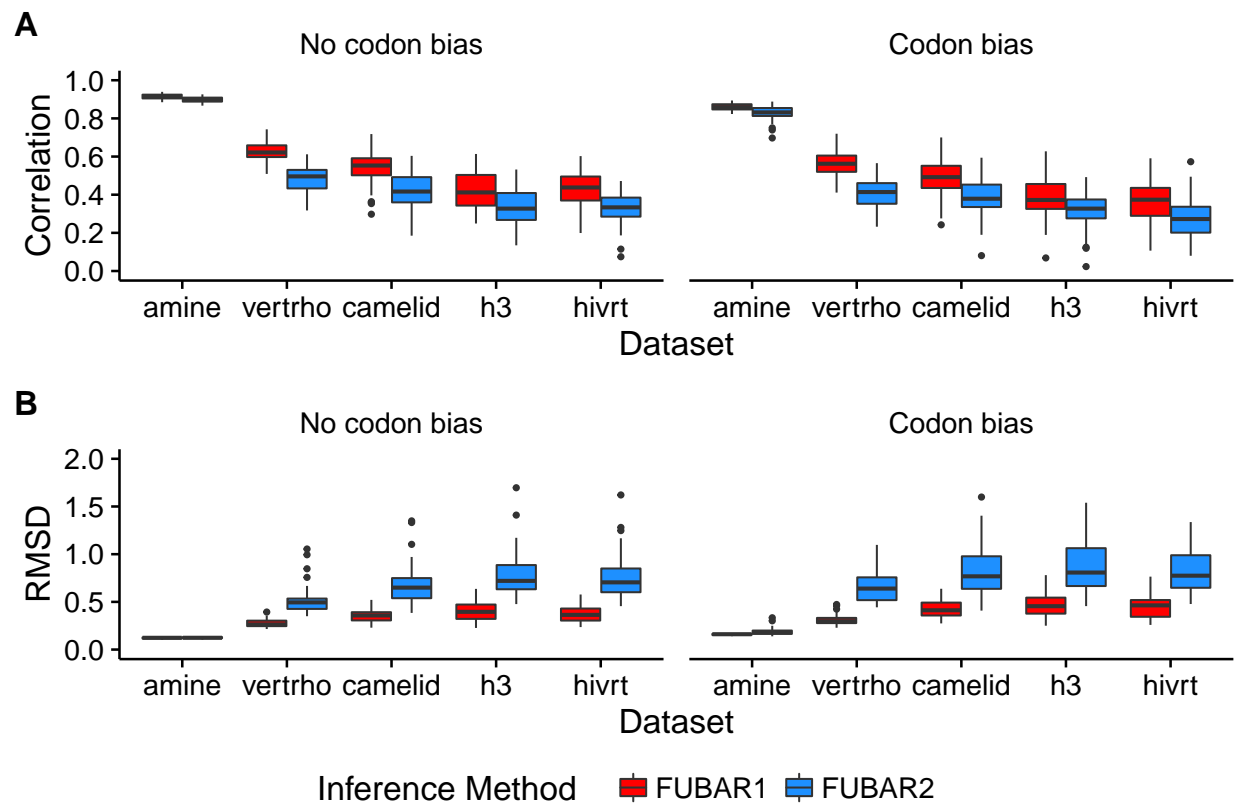 A
No codon bias
Codon bias
Correlation
1.0
0.8
0.6
0.4
0.2
0.0
amine vertrho camelid h3 hivrt
amine vertrho camelid h3 hivrt
Dataset
B
No codon bias
Codon bias
RMSD
2.0
1.5
1.0
0.5
0.0
amine vertrho camelid h3 hivrt
amine vertrho camelid h3 hivrt
Dataset
Inference Method FUBAR1 FUBAR2